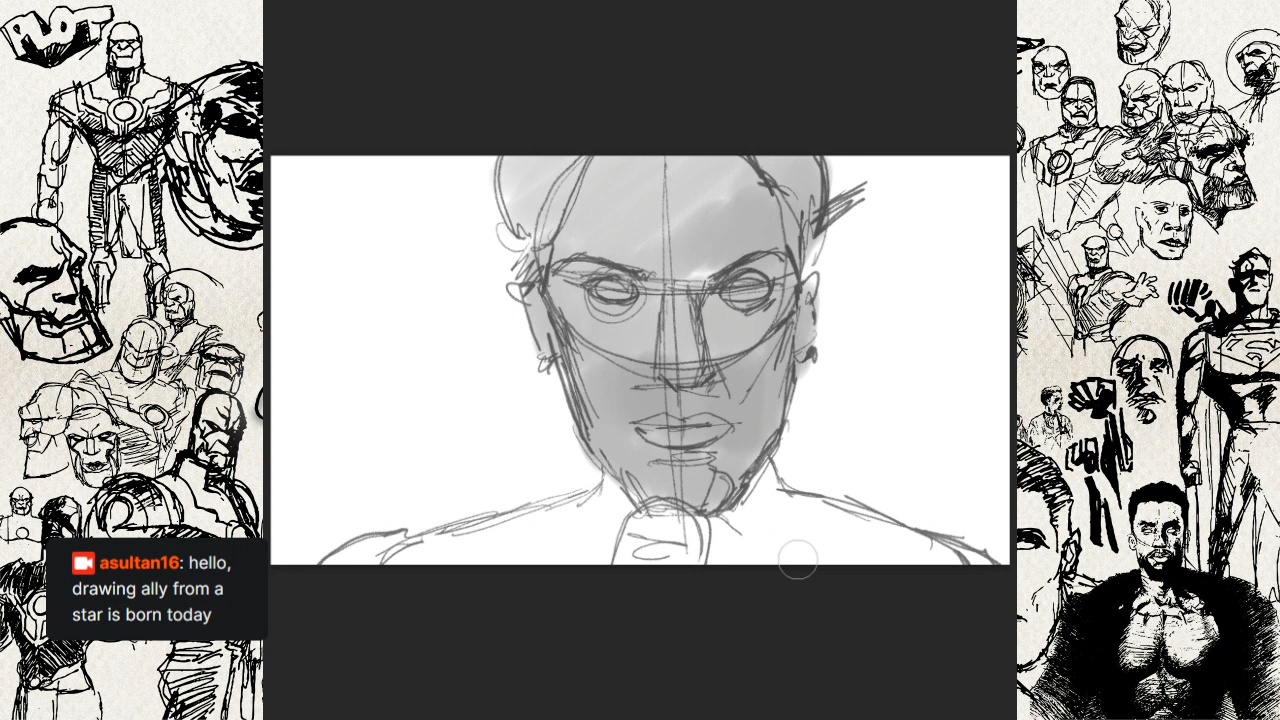 PLOT
asultan16: hello,
drawing ally from a
star is born today